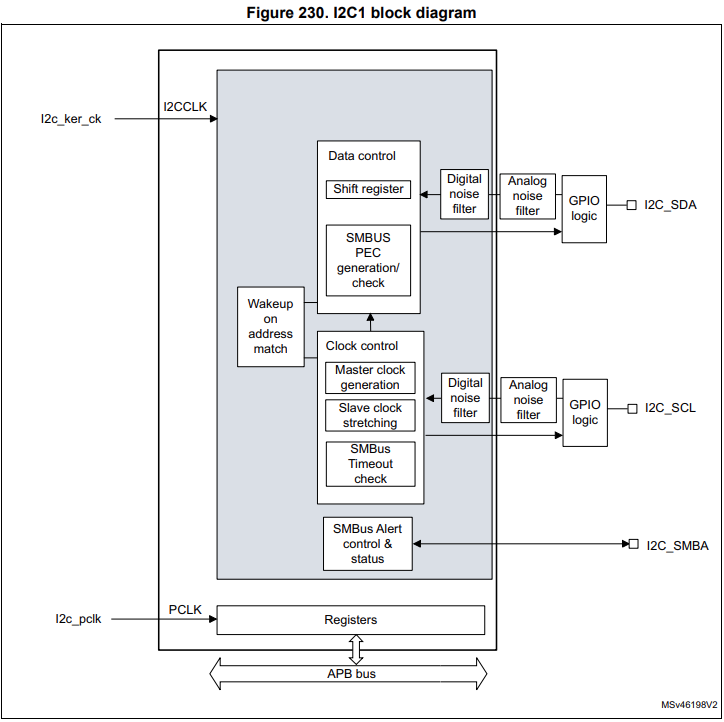 Figure 230. I2C1 block diagram
I2CCLK
I2c_ker_ck
Data control
Shift register
SMBUS
PEC
generation/
check
Digital
noise
filter
Analog
noise
filter
GPIO
logic
I2C_SDA
Wakeup
on
address
match
Clock control
Master clock
generation
Slave clock
stretching
SMBus
Timeout
check
Digital
noise
filter
Analog
noise
filter
GPIO
logic
I2C_SCL
SMBus Alert
control &
status
I2C_SMBA
PCLK
I2c_pclk
Registers
APB bus
MSv46198V2